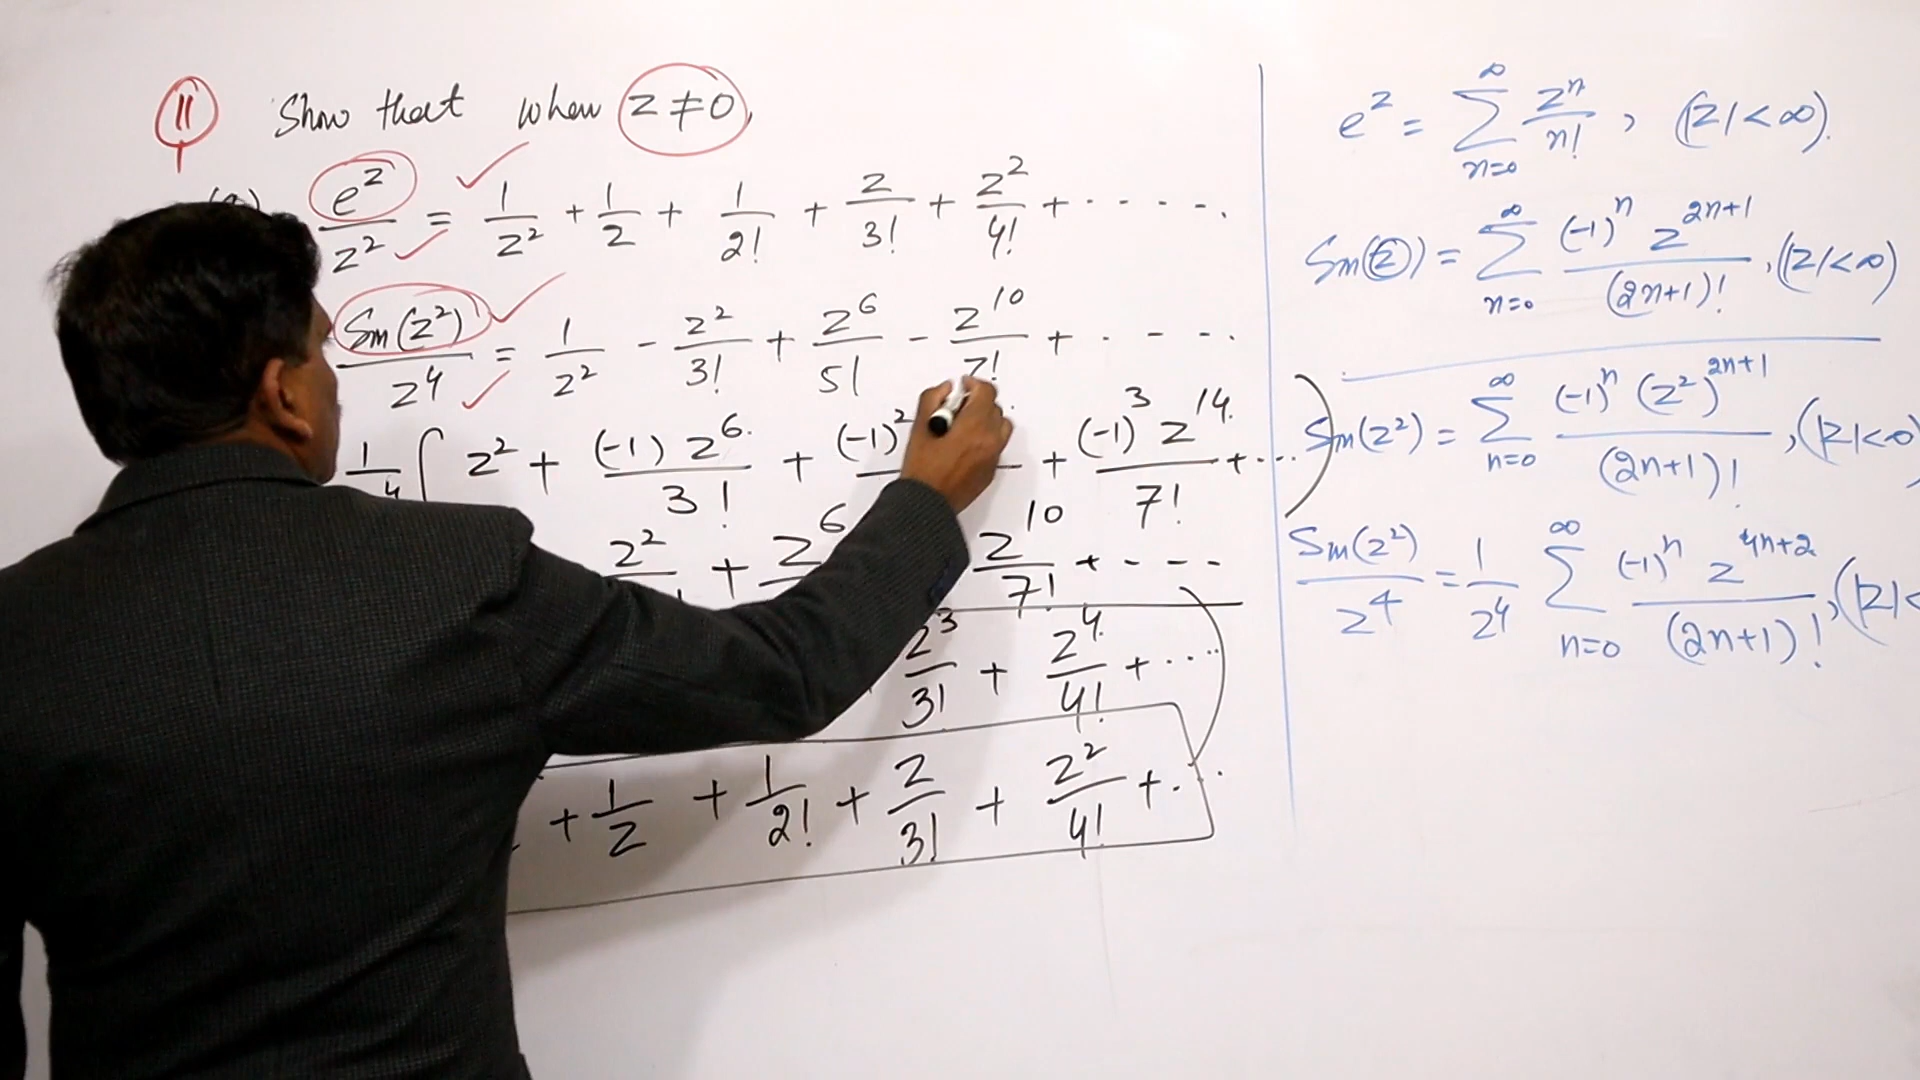 11 Show that when z ≠ 0,
(a) e^z / z^2 = 1/z^2 + 1/z + 1/2! + z/3! + z^2/4! + - - - - .
Sin(z^2) / z^4 = 1/z^2 - z^2/3! + z^6/5! - z^10/7! + - - - .
1/ 4 [ z^2 + (-1) z^6 / 3! + (-1)^2 + (-1)^3 z^14 / 7! + ... )
z^2 + z^6 z^10/7! + - - - -
z^3/3! + z^4/4! + ....
+ 1/z + 1/2! + z/3! + z^2/4! + ...
e^z = ∑_{n=0}^{∞} z^n / n! , (|z| < ∞).
Sin(z) = ∑_{n=0}^{∞} (-1)^n z^{2n+1} / (2n+1)! , (|z| < ∞)
Sin(z^2) = ∑_{n=0}^{∞} (-1)^n (z^2)^{2n+1} / (2n+1)! , (|z| < ∞)
Sin(z^2) / z^4 = 1/z^4 ∑_{n=0}^{∞} (-1)^n z^{4n+2} / (2n+1)! , (|z| <